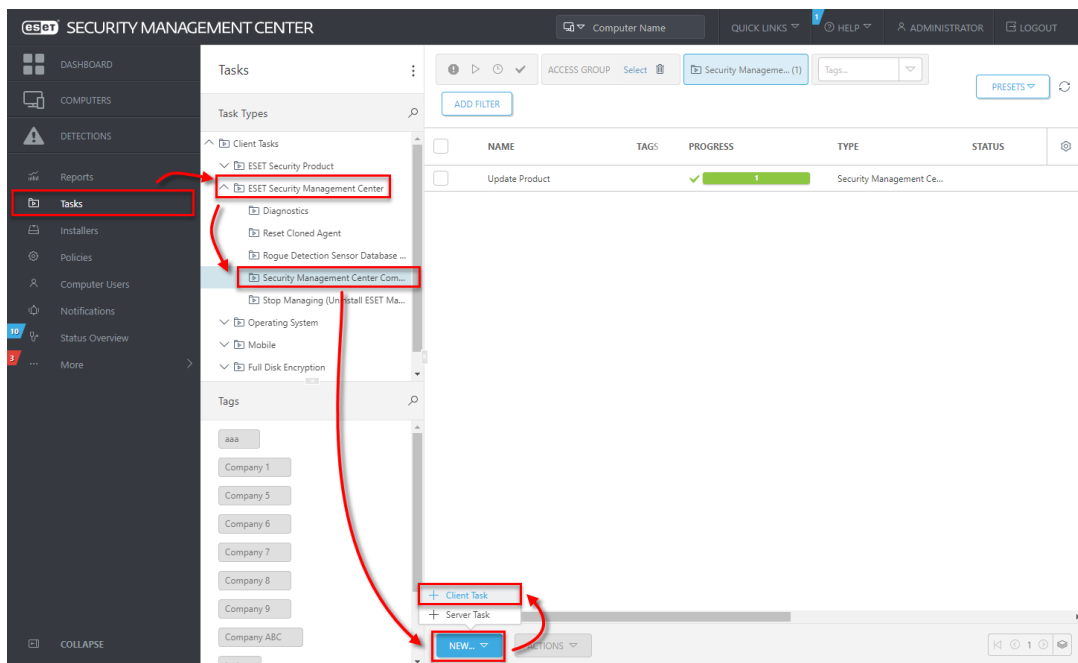 eset SECURITY MANAGEMENT CENTER
Computer Name
QUICK LINKS
1
HELP
ADMINISTRATOR
LOGOUT
DASHBOARD
COMPUTERS
DETECTIONS
Reports
Tasks
Installers
Policies
Computer Users
Notifications
10
Status Overview
3
More
COLLAPSE
Tasks
Task Types
Client Tasks
ESET Security Product
ESET Security Management Center
Diagnostics
Reset Cloned Agent
Rogue Detection Sensor Database ...
Security Management Center Com...
Stop Managing (Uninstall ESET Ma...
Operating System
Mobile
Full Disk Encryption
Tags
aaa
Company 1
Company 5
Company 6
Company 7
Company 8
Company 9
Company ABC
ACCESS GROUP Select
Security Manageme... (1)
Tags...
PRESETS
ADD FILTER
NAME TAGS PROGRESS TYPE STATUS
Update Product 1 Security Management Ce...
+ Client Task
+ Server Task
NEW...
ACTIONS
1